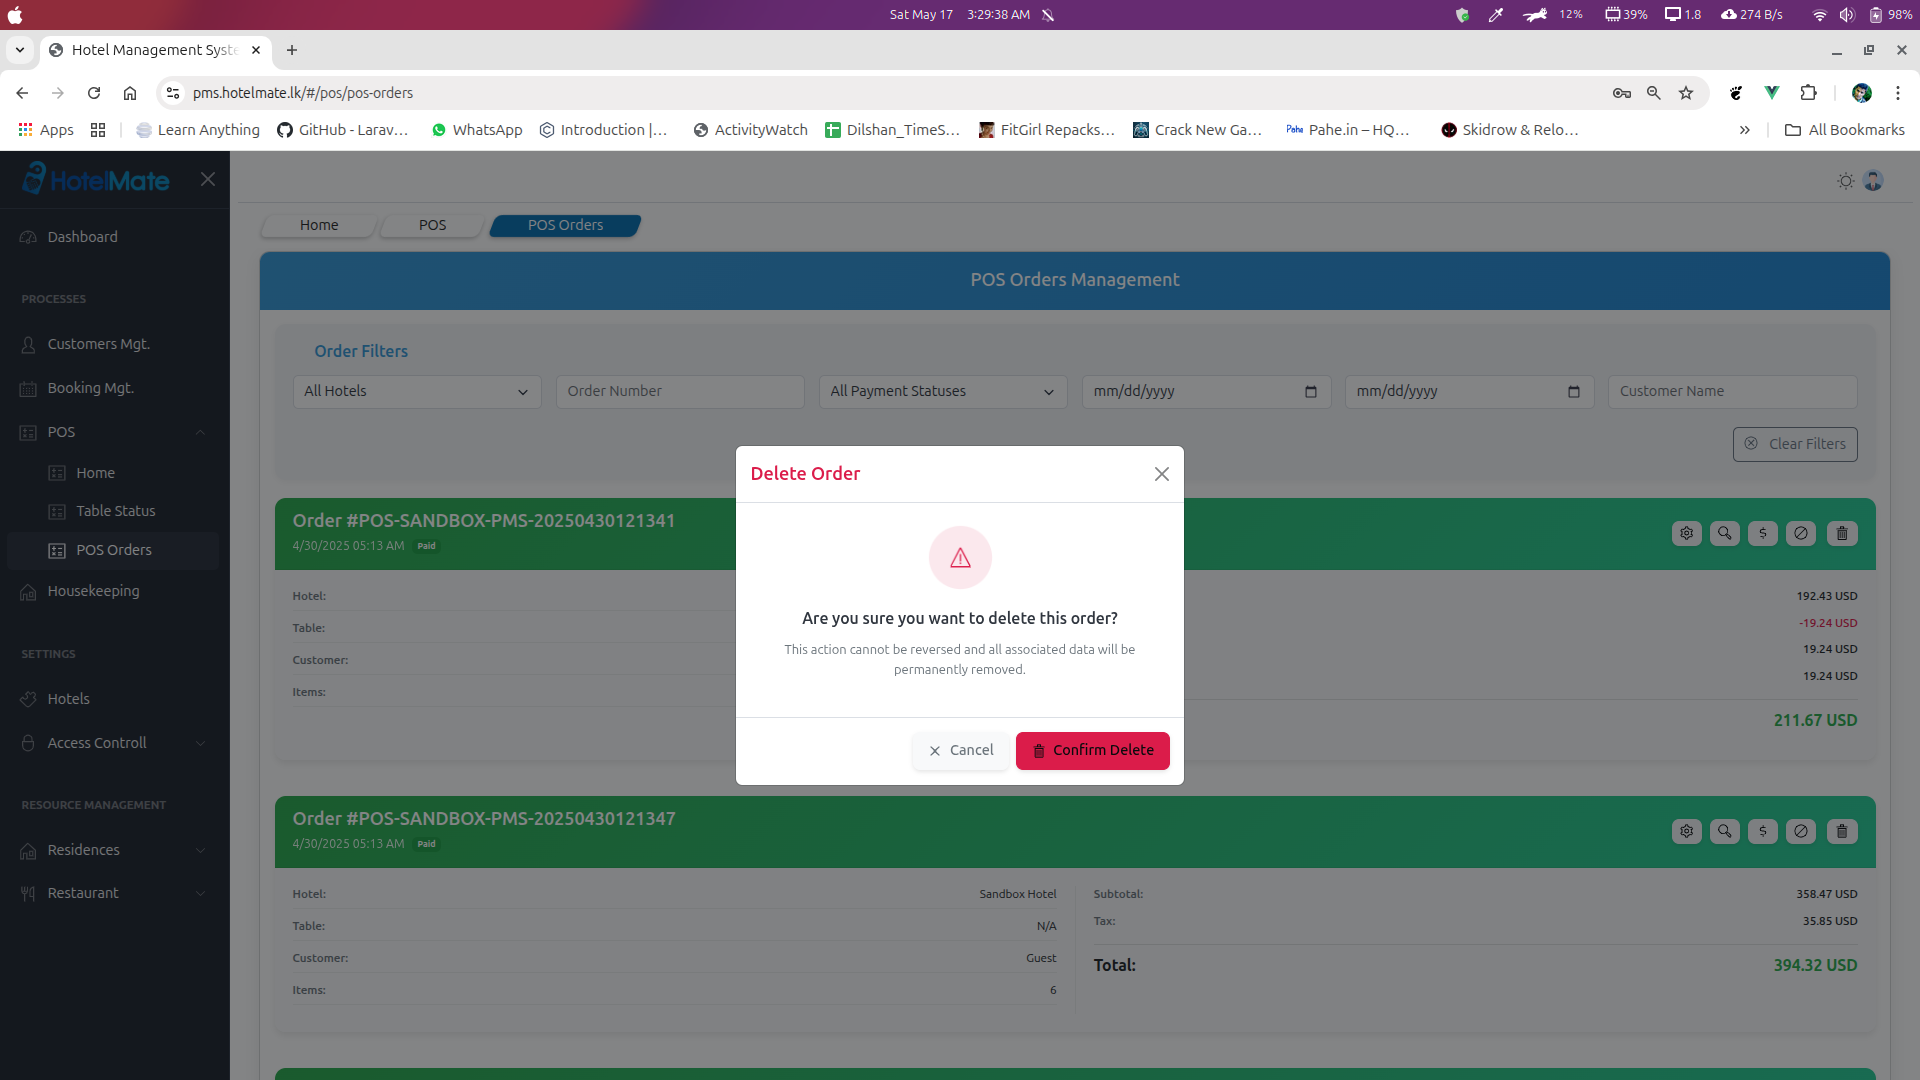 Sat May 17 3:29:38 AM
12% 39% 1.8 274 B/s 98%
Hotel Management Syste
pms.hotelmate.lk/#/pos/pos-orders
Apps
Learn Anything
GitHub - Larav...
WhatsApp
Introduction |...
ActivityWatch
Dilshan_TimeS...
FitGirl Repacks...
Crack New Ga...
Pahe Pahe.in – HQ...
Skidrow & Relo...
» All Bookmarks
HotelMate
Dashboard
PROCESSES
Customers Mgt.
Booking Mgt.
POS
Home
Table Status
POS Orders
Housekeeping
SETTINGS
Hotels
Access Controll
RESOURCE MANAGEMENT
Residences
Restaurant
Home POS POS Orders
POS Orders Management
Order Filters
All Hotels
Order Number
All Payment Statuses
mm/dd/yyyy
mm/dd/yyyy
Customer Name
Clear Filters
Order #POS-SANDBOX-PMS-20250430121341
4/30/2025 05:13 AM Paid
$
Hotel:
Table:
Customer:
Items:
192.43 USD
-19.24 USD
19.24 USD
19.24 USD
211.67 USD
Delete Order
Are you sure you want to delete this order?
This action cannot be reversed and all associated data will be
permanently removed.
Cancel
Confirm Delete
Order #POS-SANDBOX-PMS-20250430121347
4/30/2025 05:13 AM Paid
$
Hotel: Sandbox Hotel
Table: N/A
Customer: Guest
Items: 6
Subtotal: 358.47 USD
Tax: 35.85 USD
Total: 394.32 USD